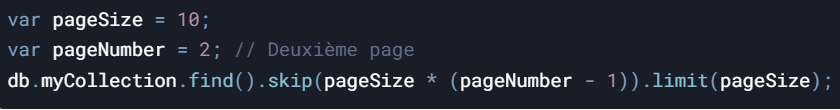 var pageSize = 10;
var pageNumber = 2; // Deuxième page
db.myCollection.find().skip(pageSize * (pageNumber - 1)).limit(pageSize);